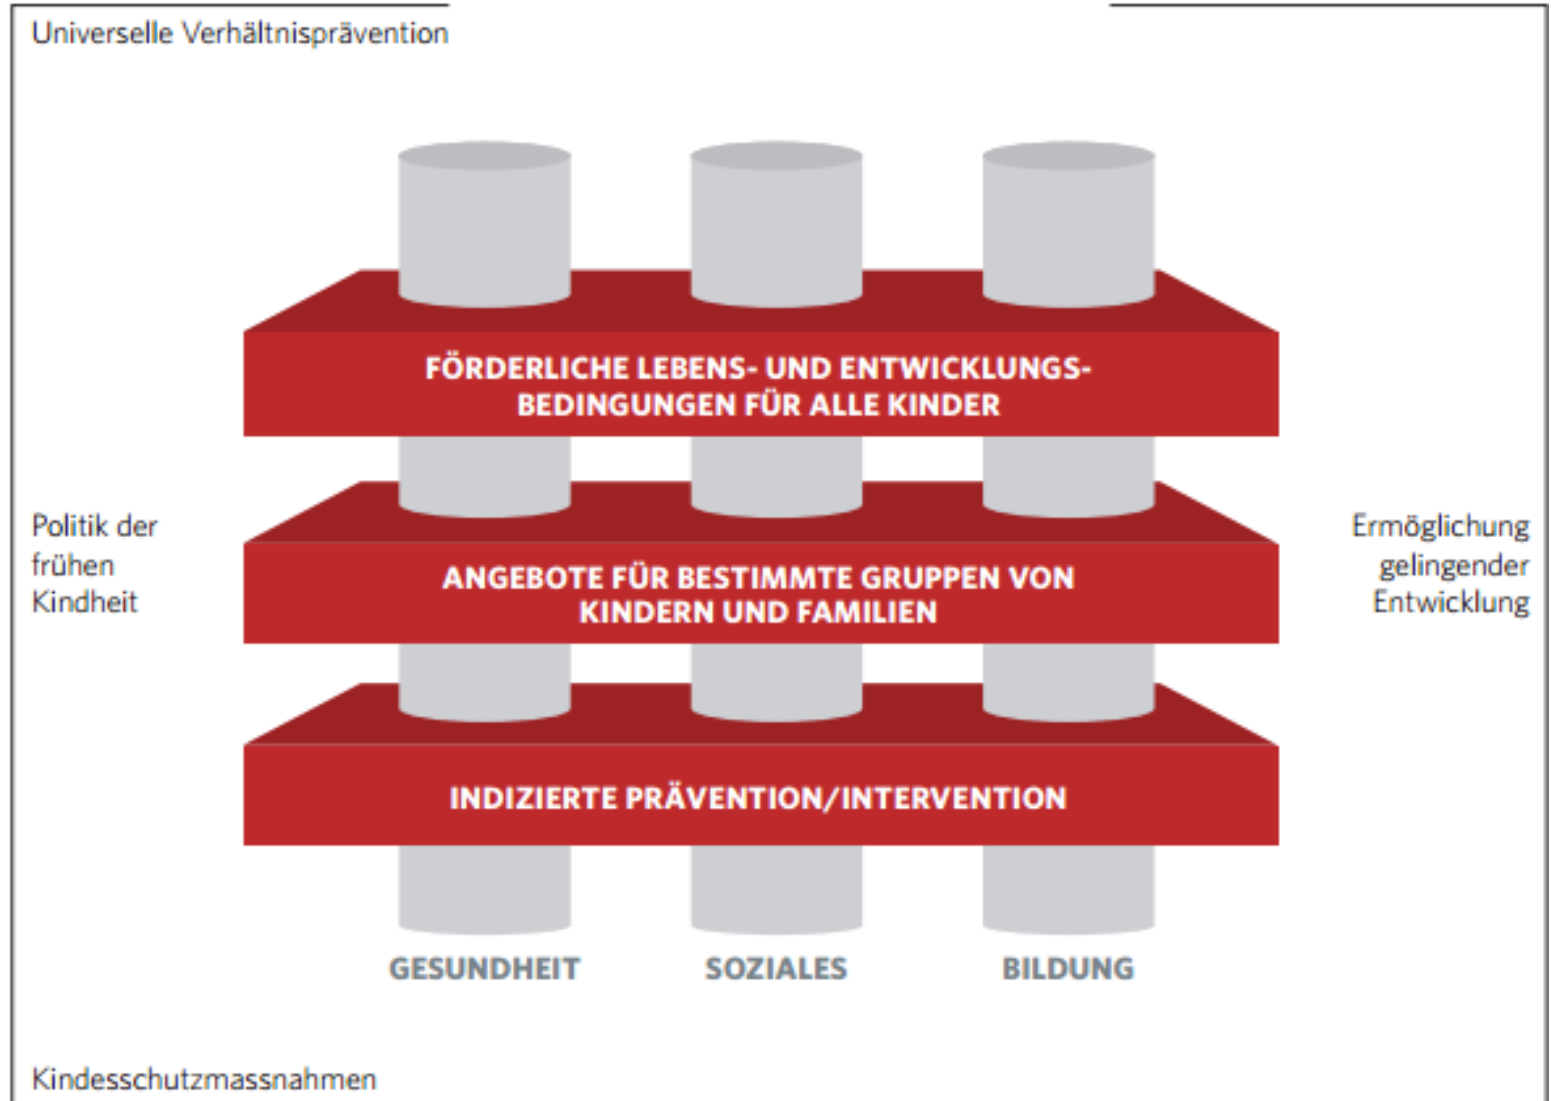 Universelle Verhältnisprävention
FÖRDERLICHE LEBENS- UND ENTWICKLUNGS-
BEDINGUNGEN FÜR ALLE KINDER
Politik der
frühen
Kindheit
ANGEBOTE FÜR BESTIMMTE GRUPPEN VON
KINDERN UND FAMILIEN
Ermöglichung
gelingender
Entwicklung
INDIZIERTE PRÄVENTION/INTERVENTION
GESUNDHEIT
SOZIALES
BILDUNG
Kindesschutzmassnahmen